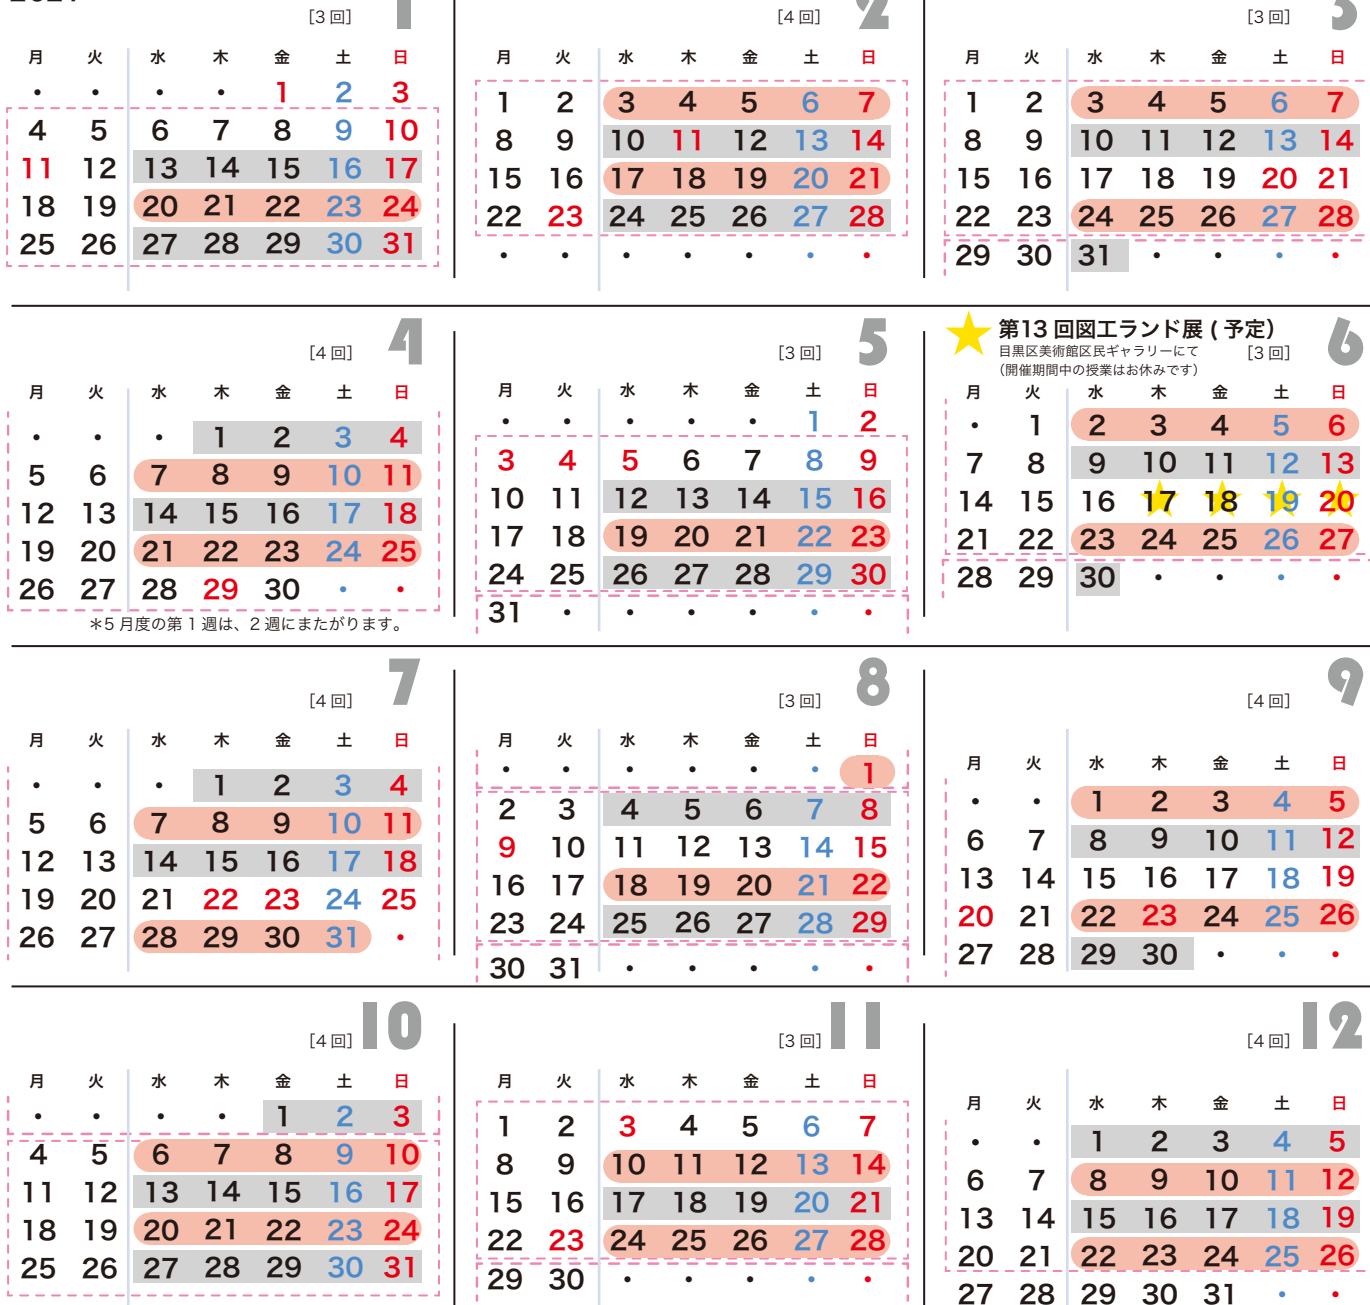 [3回] 1
月 火 水 木 金 土 日
・ ・ ・ ・ 1 2 3
4 5 6 7 8 9 10
11 12 13 14 15 16 17
18 19 20 21 22 23 24
25 26 27 28 29 30 31
[4回] 2
月 火 水 木 金 土 日
1 2 3 4 5 6 7
8 9 10 11 12 13 14
15 16 17 18 19 20 21
22 23 24 25 26 27 28
・ ・ ・ ・ ・ ・ ・
[3回] 3
月 火 水 木 金 土 日
1 2 3 4 5 6 7
8 9 10 11 12 13 14
15 16 17 18 19 20 21
22 23 24 25 26 27 28
29 30 31 ・ ・ ・ ・
[4回] 4
月 火 水 木 金 土 日
・ ・ ・ 1 2 3 4
5 6 7 8 9 10 11
12 13 14 15 16 17 18
19 20 21 22 23 24 25
26 27 28 29 30 ・ ・
＊5月度の第1週は、2週にまたがります。
[3回] 5
月 火 水 木 金 土 日
・ ・ ・ ・ ・ 1 2
3 4 5 6 7 8 9
10 11 12 13 14 15 16
17 18 19 20 21 22 23
24 25 26 27 28 29 30
31 ・ ・ ・ ・ ・ ・
第13回図工ランド展(予定)
目黒区美術館区民ギャラリーにて
(開催期間中の授業はお休みです)
[3回] 6
月 火 水 木 金 土 日
・ 1 2 3 4 5 6
7 8 9 10 11 12 13
14 15 16 17 18 19 20
21 22 23 24 25 26 27
28 29 30 ・ ・ ・ ・
[4回] 7
月 火 水 木 金 土 日
・ ・ ・ 1 2 3 4
5 6 7 8 9 10 11
12 13 14 15 16 17 18
19 20 21 22 23 24 25
26 27 28 29 30 31 ・
[3回] 8
月 火 水 木 金 土 日
・ ・ ・ ・ ・ ・ 1
2 3 4 5 6 7 8
9 10 11 12 13 14 15
16 17 18 19 20 21 22
23 24 25 26 27 28 29
30 31 ・ ・ ・ ・ ・
[4回] 9
月 火 水 木 金 土 日
・ ・ 1 2 3 4 5
6 7 8 9 10 11 12
13 14 15 16 17 18 19
20 21 22 23 24 25 26
27 28 29 30 ・ ・ ・
[4回] 10
月 火 水 木 金 土 日
・ ・ ・ ・ 1 2 3
4 5 6 7 8 9 10
11 12 13 14 15 16 17
18 19 20 21 22 23 24
25 26 27 28 29 30 31
[3回] 11
月 火 水 木 金 土 日
1 2 3 4 5 6 7
8 9 10 11 12 13 14
15 16 17 18 19 20 21
22 23 24 25 26 27 28
29 30 ・ ・ ・ ・ ・
[4回] 12
月 火 水 木 金 土 日
・ ・ 1 2 3 4 5
6 7 8 9 10 11 12
13 14 15 16 17 18 19
20 21 22 23 24 25 26
27 28 29 30 31 ・ ・